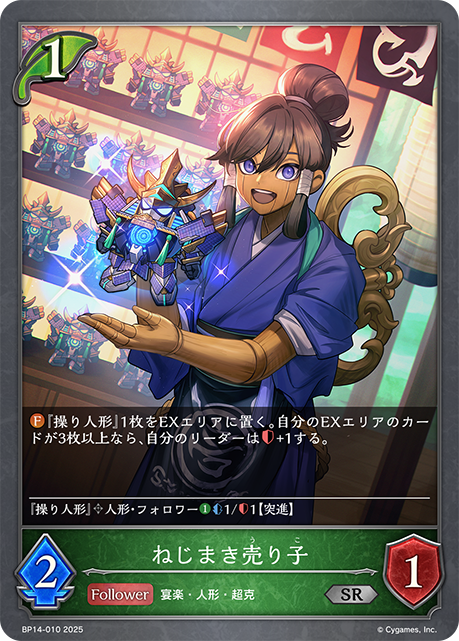 1
『操り人形』1枚をEXエリアに置く。自分のEXエリアのカー
ドが3枚以上なら、自分のリーダーは+1する。
『操り人形』人形・フォロワー 1 1/1【突進】
ねじまき売り子
2
Follower 宴楽・人形・超克
SR
1
BP14-010 2025
© Cygames, Inc.